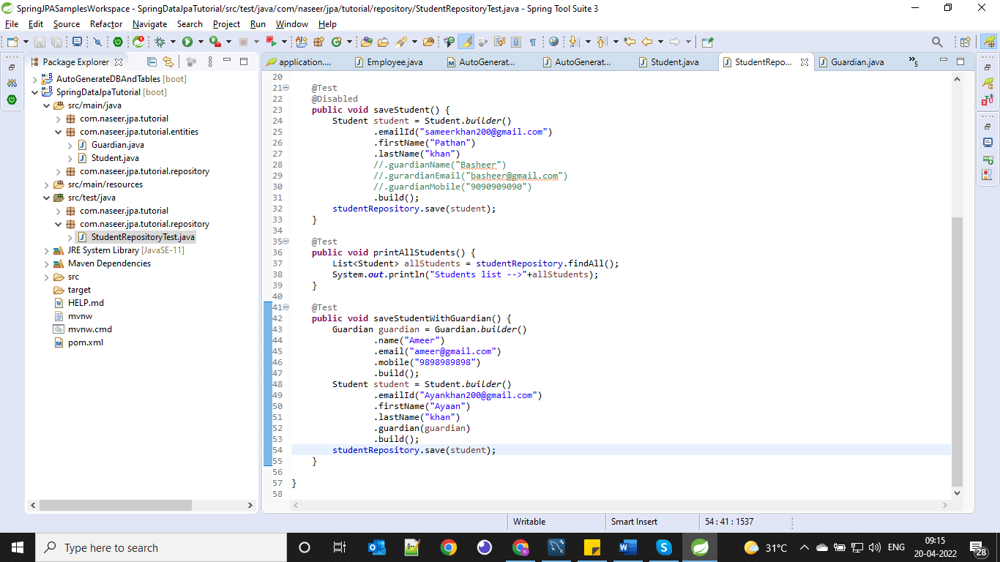 SpringJPASamplesWorkspace - SpringDataJpaTutorial/src/test/java/com/naseer/jpa/tutorial/repository/StudentRepositoryTest.java - Spring Tool Suite 3
File Edit Source Refactor Navigate Search Project Run Window Help
Package Explorer
AutoGenerateDBAndTables [boot]
SpringDataJpaTutorial [boot]
src/main/java
com.naseer.jpa.tutorial
com.naseer.jpa.tutorial.entities
Guardian.java
Student.java
com.naseer.jpa.tutorial.repository
src/main/resources
src/test/java
com.naseer.jpa.tutorial
com.naseer.jpa.tutorial.repository
StudentRepositoryTest.java
JRE System Library [JavaSE-11]
Maven Dependencies
src
target
HELP.md
mvnw
mvnw.cmd
pom.xml
application.... Employee.java AutoGenerat... AutoGenerat... Student.java StudentRepo... Guardian.java »5
20
21 @Test
22 @Disabled
23 public void saveStudent() {
24 Student student = Student.builder()
25 .emailId("sameerkhan200@gmail.com")
26 .firstName("Pathan")
27 .lastName("khan")
28 //.guardianName("Basheer")
29 //.gurardianEmail("basheer@gmail.com")
30 //.guardianMobile("9090909090")
31 .build();
32 studentRepository.save(student);
33 }
34
35 @Test
36 public void printAllStudents() {
37 List<Student> allStudents = studentRepository.findAll();
38 System.out.println("Students list -->"+allStudents);
39 }
40
41 @Test
42 public void saveStudentWithGuardian() {
43 Guardian guardian = Guardian.builder()
44 .name("Ameer")
45 .email("ameer@gmail.com")
46 .mobile("9898989898")
47 .build();
48 Student student = Student.builder()
49 .emailId("Ayankhan200@gmail.com")
50 .firstName("Ayaan")
51 .lastName("khan")
52 .guardian(guardian)
53 .build();
54 studentRepository.save(student);
55 }
56
57 }
58
Writable Smart Insert 54 : 41 : 1537
Type here to search
31°C ENG 09:15
20-04-2022
28